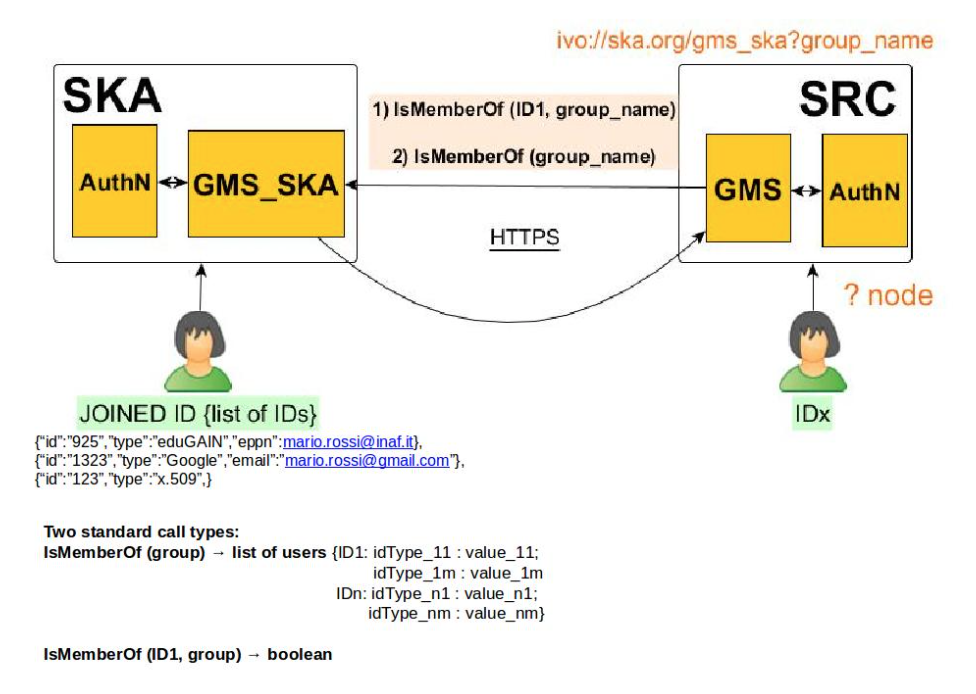 ivo://ska.org/gms_ska?group_name
SKA
SRC
1) IsMemberOf (ID1, group_name)
2) IsMemberOf (group_name)
AuthN
GMS_SKA
GMS
AuthN
HTTPS
? node
JOINED ID {list of IDs}
IDx
{“id”:”925”,”type”:”eduGAIN”,”eppn”:mario.rossi@inaf.it},
{“id”:”1323”,”type”:”Google”,”email”:”mario.rossi@gmail.com”},
{“id”:”123”,”type”:”x.509”,}
Two standard call types:
IsMemberOf (group) → list of users {ID1: idType_11 : value_11;
idType_1m : value_1m
IDn: idType_n1 : value_n1;
idType_nm : value_nm}
IsMemberOf (ID1, group) → boolean